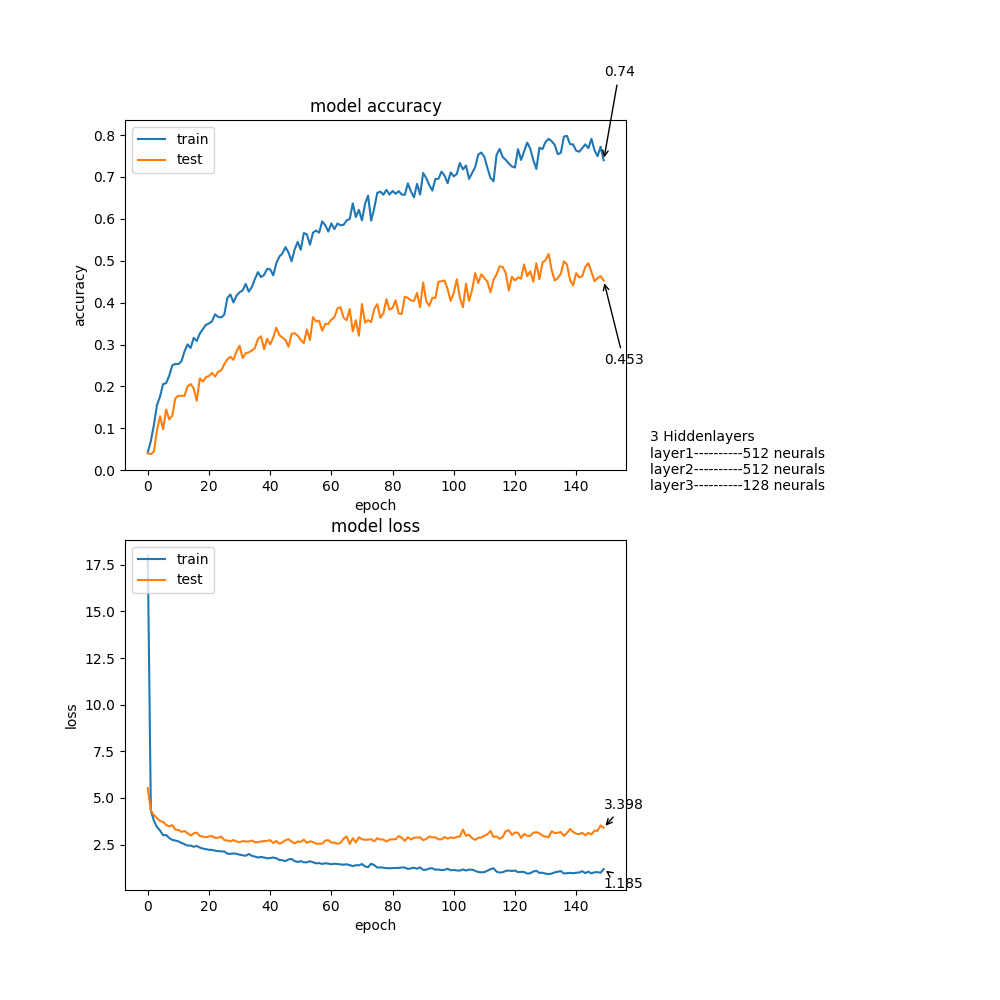 0.74
model accuracy
train
test
0.8
0.7
0.6
0.5
0.4
0.3
0.2
0.1
0.0
accuracy
0.453
0 20 40 60 80 100 120 140
epoch
3 Hiddenlayers
layer1----------512 neurals
layer2----------512 neurals
layer3----------128 neurals
model loss
train
test
17.5
15.0
12.5
10.0
7.5
5.0
2.5
loss
3.398
1.185
0 20 40 60 80 100 120 140
epoch